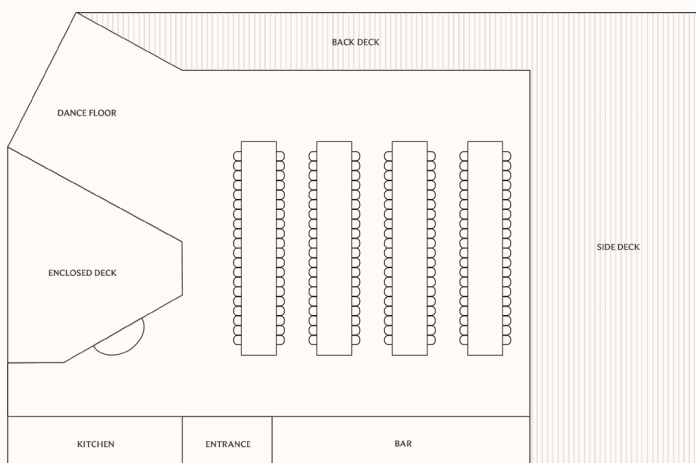 BACK DECK
DANCE FLOOR
SIDE DECK
ENCLOSED DECK
KITCHEN
ENTRANCE
BAR